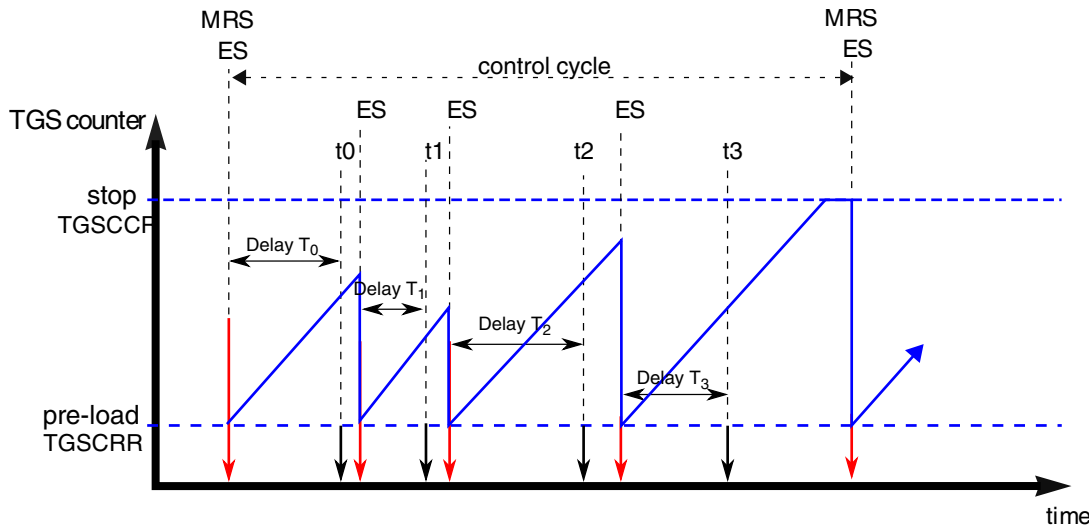 MRS
MRS
ES
ES
control cycle
TGS counter
ES
ES
ES
t0
t1
t2
t3
stop
TGSCCR
Delay T0
Delay T1
Delay T2
Delay T3
pre-load
TGSCRR
time